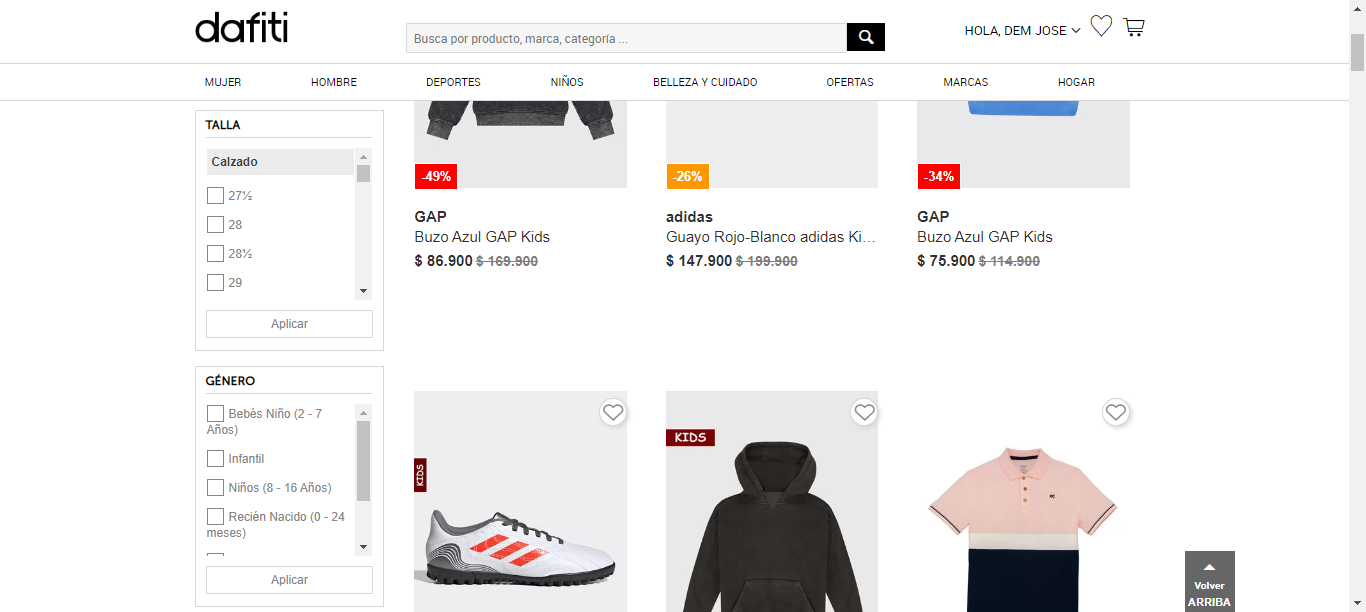 dafiti
Busca por producto, marca, categoría ...
HOLA, DEM JOSE
MUJER HOMBRE DEPORTES NIÑOS BELLEZA Y CUIDADO OFERTAS MARCAS HOGAR
TALLA
Calzado
27½
28
28½
29
Aplicar
GÉNERO
Bebés Niño (2 - 7
Años)
Infantil
Niños (8 - 16 Años)
Recién Nacido (0 - 24
meses)
Aplicar
-49%
GAP
Buzo Azul GAP Kids
$ 86.900 $ 169.900
-26%
adidas
Guayo Rojo-Blanco adidas Ki...
$ 147.900 $ 199.900
-34%
GAP
Buzo Azul GAP Kids
$ 75.900 $ 114.900
KIDS
KIDS
Volver
ARRIBA